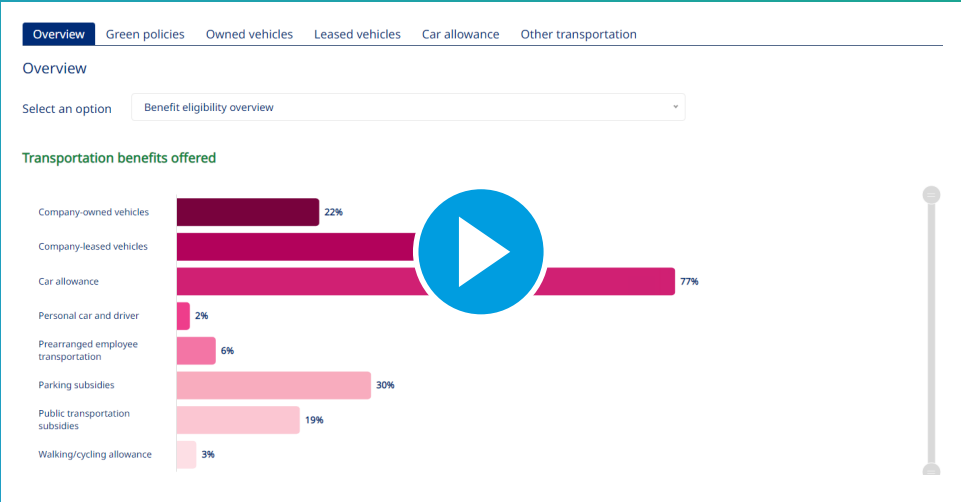 Overview Green policies Owned vehicles Leased vehicles Car allowance Other transportation
Overview
Select an option Benefit eligibility overview
Transportation benefits offered
Company-owned vehicles 22%
Company-leased vehicles
Car allowance 77%
Personal car and driver 2%
Prearranged employee
transportation 6%
Parking subsidies 30%
Public transportation
subsidies 19%
Walking/cycling allowance 3%